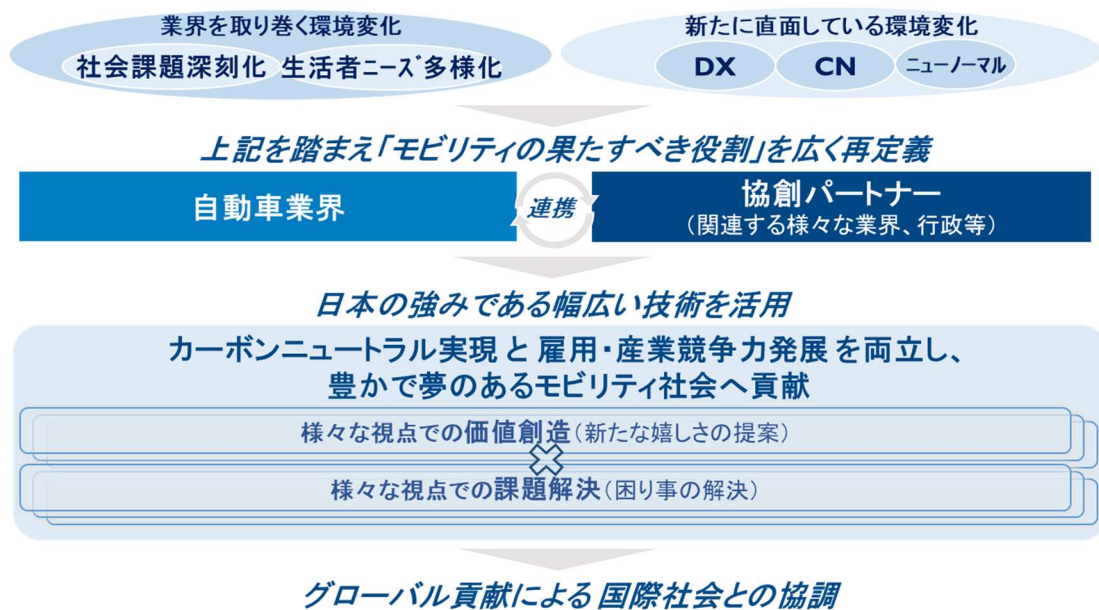 業界を取り巻く環境変化
社会課題深刻化 生活者ニーズ多様化
新たに直面している環境変化
DX CN ニューノーマル
上記を踏まえ「モビリティの果たすべき役割」を広く再定義
自動車業界
連携
協創パートナー
（関連する様々な業界、行政等）
日本の強みである幅広い技術を活用
カーボンニュートラル実現 と 雇用・産業競争力発展 を両立し、
豊かで夢のあるモビリティ社会へ貢献
様々な視点での価値創造（新たな嬉しさの提案）
様々な視点での課題解決（困り事の解決）
グローバル貢献による 国際社会との協調